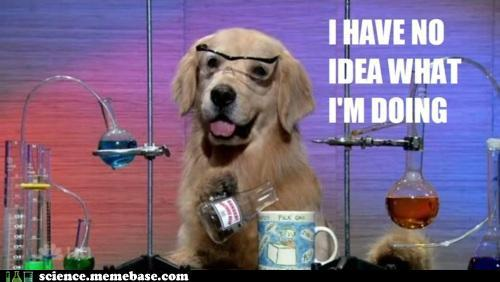 I HAVE NO
IDEA WHAT
I'M DOING
science.memebase.com